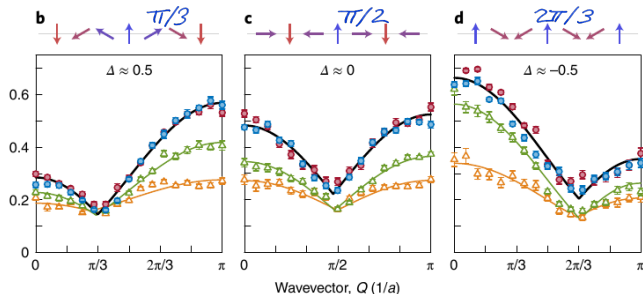 b π/3 c π/2 d 2π/3
Δ ≈ 0.5 Δ ≈ 0 Δ ≈ −0.5
0.6
0.4
0.2
0 π/3 2π/3 π 0 π/2 π 0 π/3 2π/3 π
Wavevector, Q (1/a)